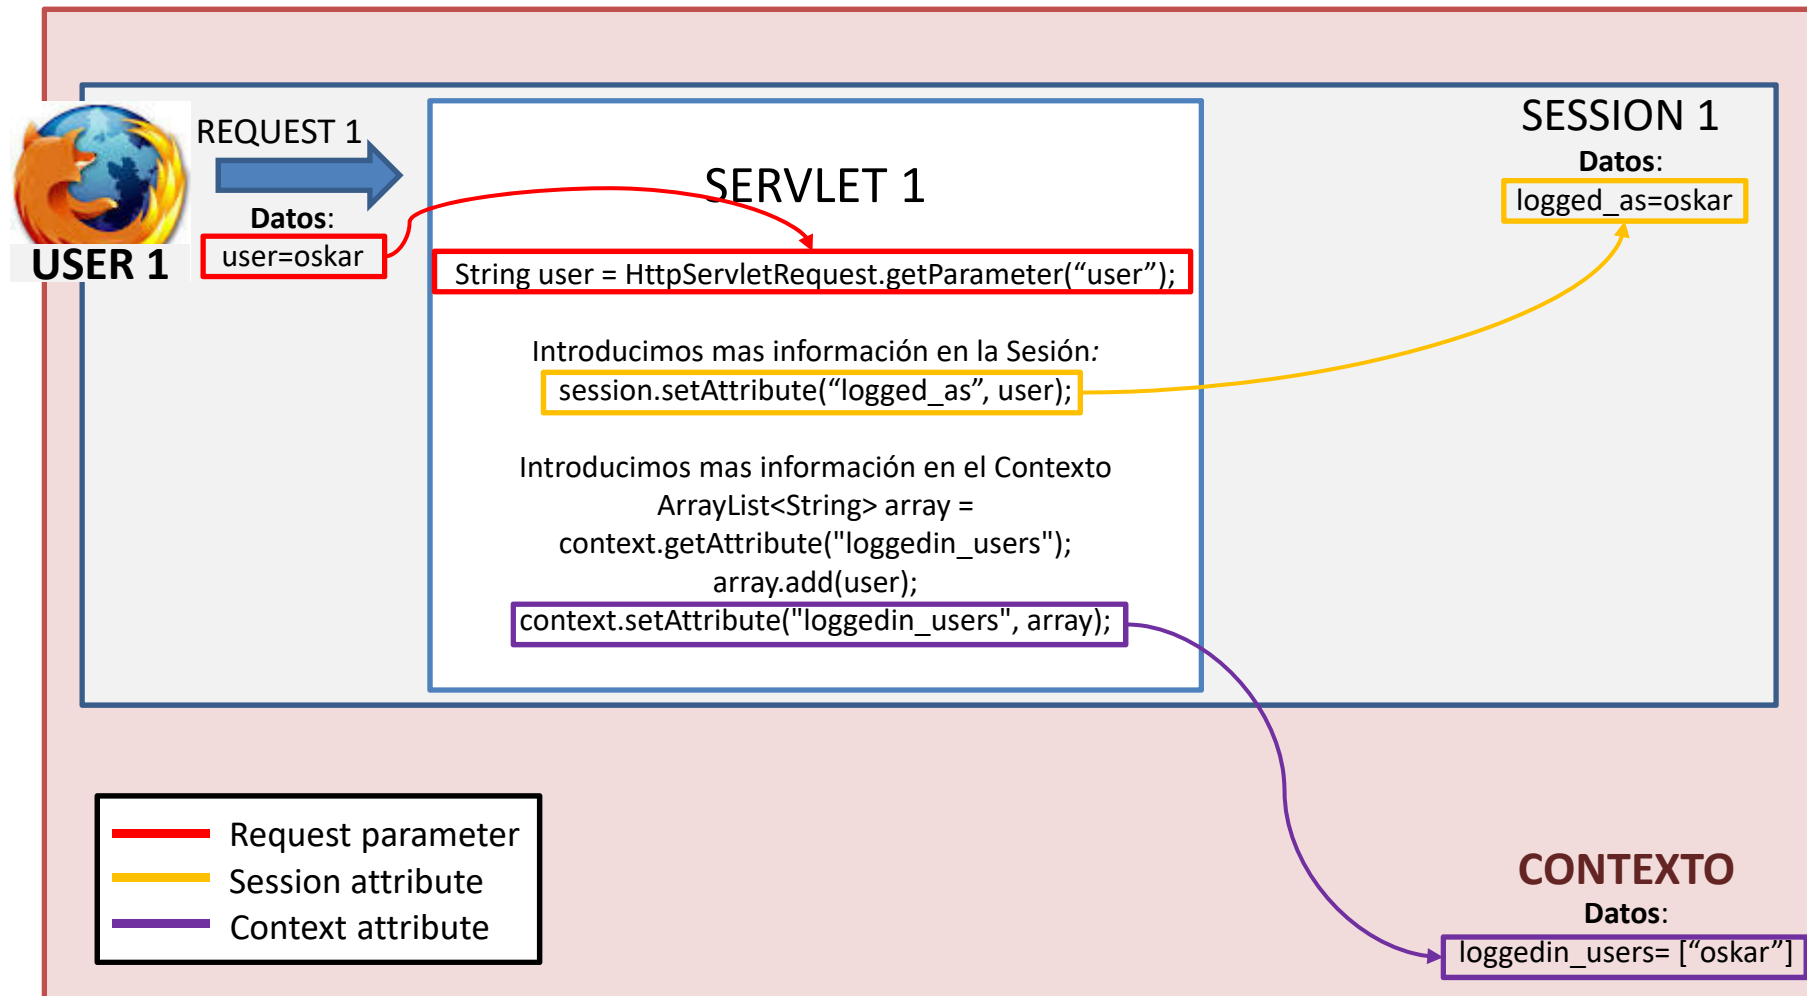 REQUEST 1
Datos:
user=oskar
USER 1
SERVLET 1
String user = HttpServletRequest.getParameter(“user”);
Introducimos mas información en la Sesión:
session.setAttribute(“logged_as”, user);
Introducimos mas información en el Contexto
ArrayList<String> array =
context.getAttribute("loggedin_users");
array.add(user);
context.setAttribute("loggedin_users", array);
SESSION 1
Datos:
logged_as=oskar
Request parameter
Session attribute
Context attribute
CONTEXTO
Datos:
loggedin_users= [“oskar”]